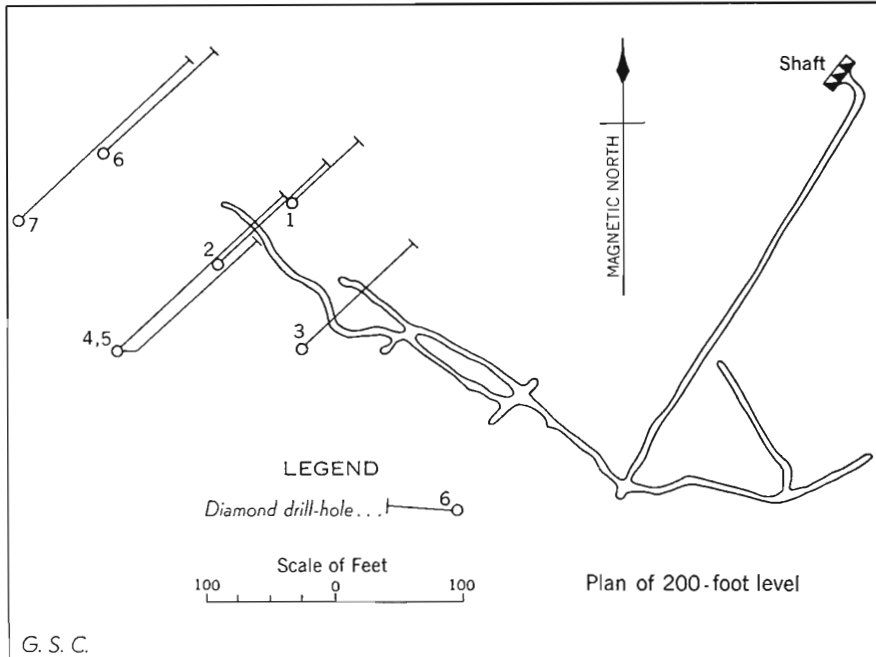 Shaft
6
7
1
2
MAGNETIC NORTH
4,5
3
LEGEND
6
Diamond drill-hole...
Scale of Feet
100 0 100
Plan of 200-foot level
G. S. C.